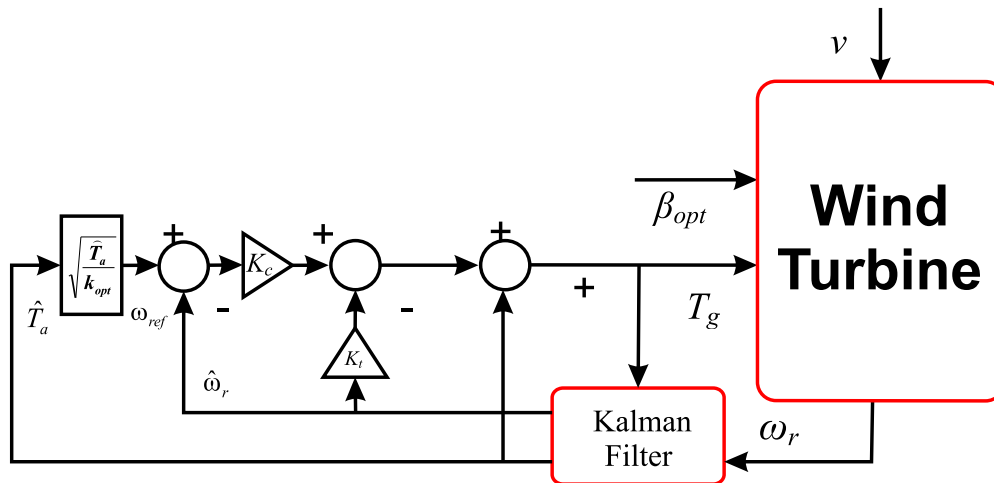 v
β_opt
Wind
Turbine
√(T̂_a/k_opt)
+
K_c
+
+
T̂_a
ω_ref
-
-
+
T_g
K_t
ω̂_r
Kalman
Filter
ω_r